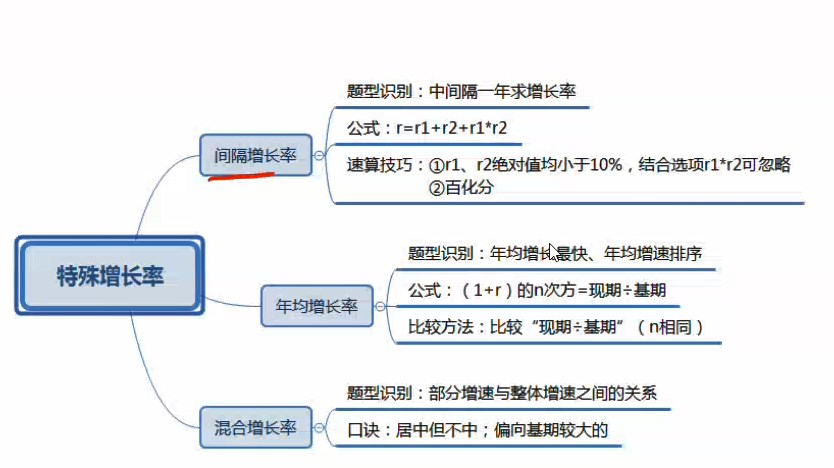 特殊增长率
间隔增长率
题型识别：中间隔一年求增长率
公式：r=r1+r2+r1*r2
速算技巧：①r1、r2绝对值均小于10%，结合选项r1*r2可忽略
②百化分
年均增长率
题型识别：年均增长最快、年均增速排序
公式：（1+r）的n次方=现期÷基期
比较方法：比较“现期÷基期”（n相同）
混合增长率
题型识别：部分增速与整体增速之间的关系
口诀：居中但不中；偏向基期较大的